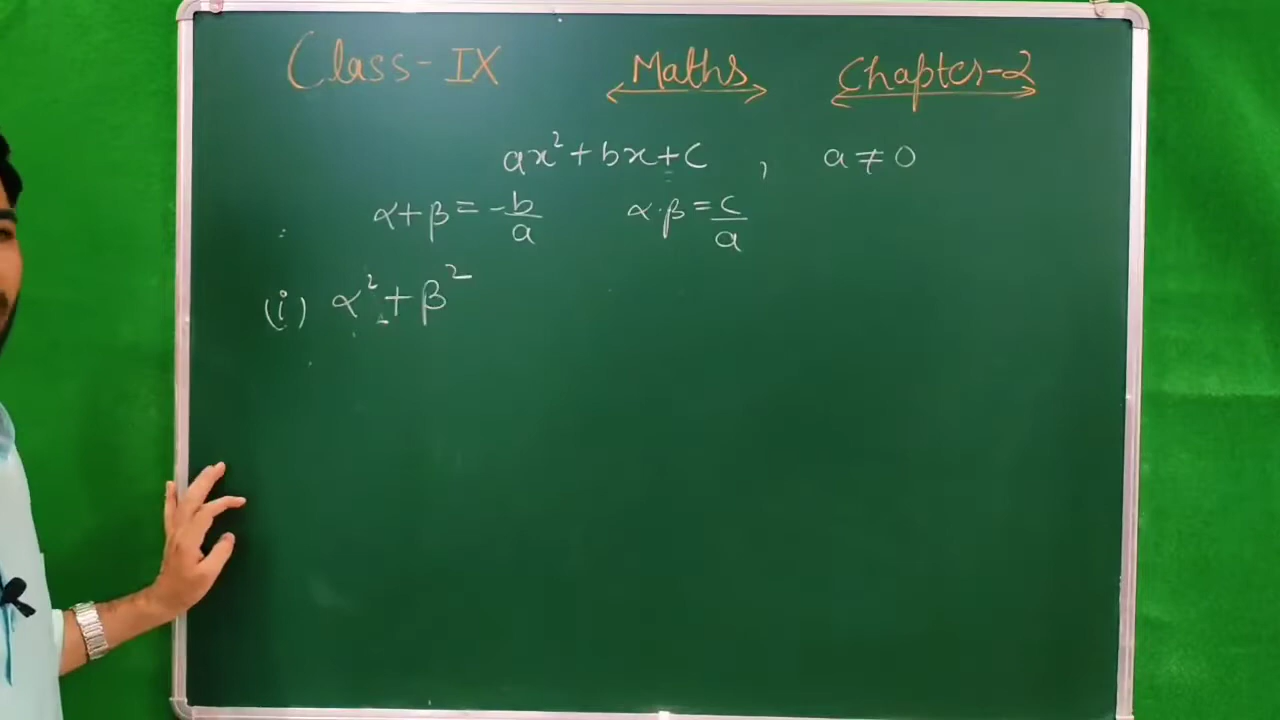 Class-IX Maths Chapter-2
ax²+bx+c , a≠0
α+β=-b/a α·β=c/a
(i) α²+β²